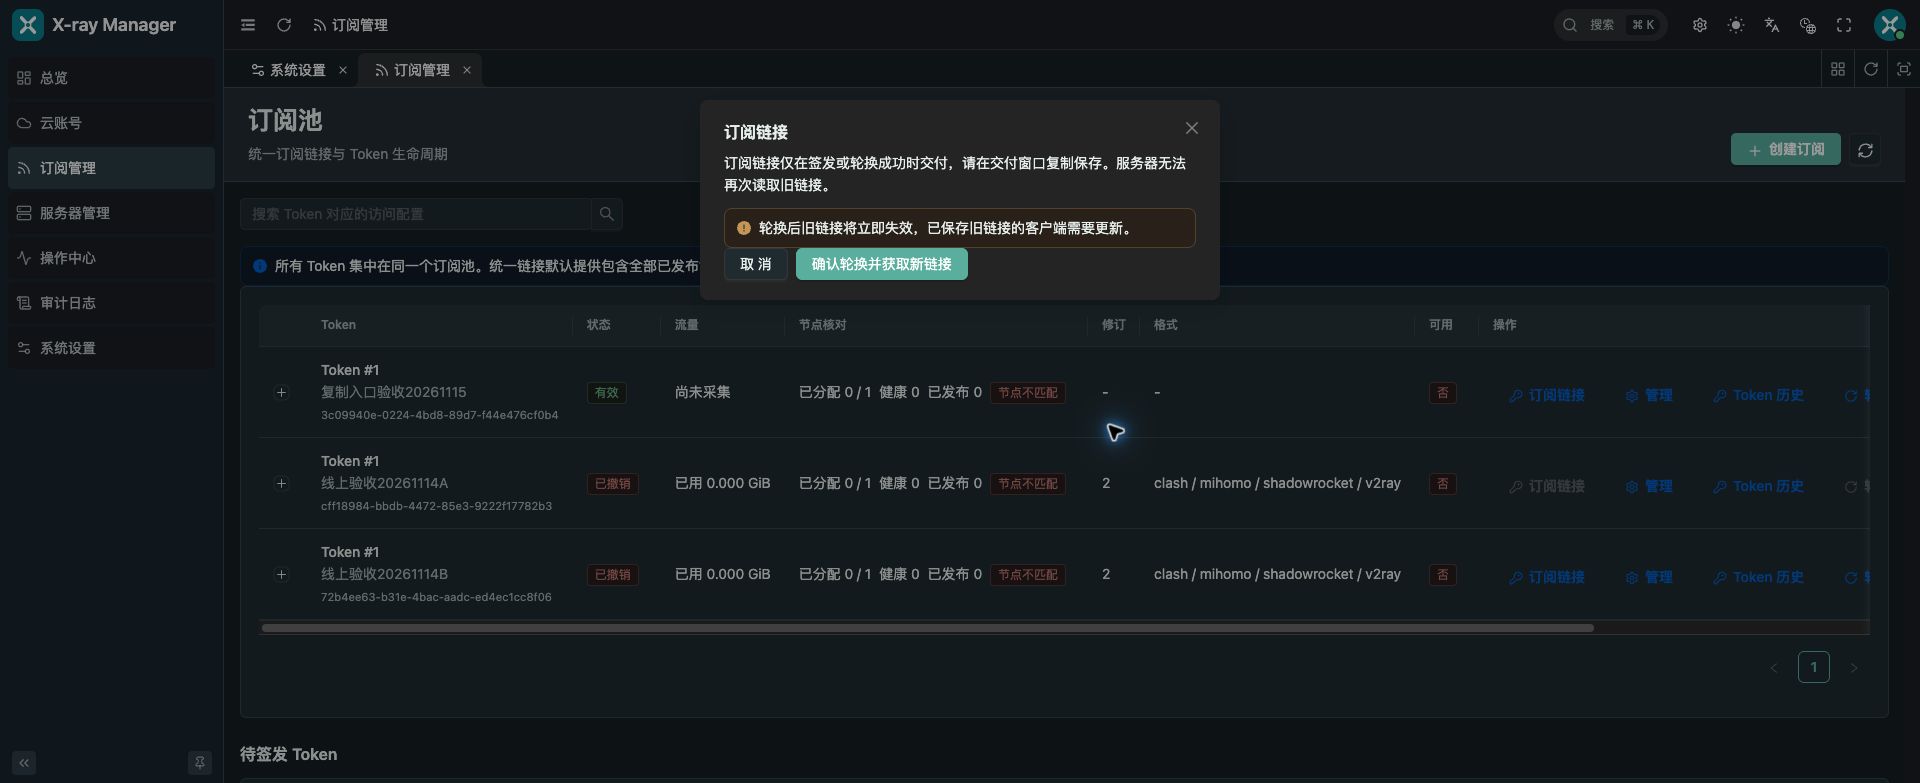 X-ray Manager
订阅管理
搜索 ⌘ K
总览
云账号
订阅管理
服务器管理
操作中心
审计日志
系统设置
系统设置
订阅管理
订阅池
统一订阅链接与 Token 生命周期
创建订阅
搜索 Token 对应的访问配置
所有 Token 集中在同一个订阅池。统一链接默认提供包含全部已发布
订阅链接
订阅链接仅在签发或轮换成功时交付，请在交付窗口复制保存。服务器无法
再次读取旧链接。
轮换后旧链接将立即失效，已保存旧链接的客户端需要更新。
取 消 确认轮换并获取新链接
Token 状态 流量 节点核对 修订 格式 可用 操作
Token #1
复制入口验收20261115
3c09940e-0224-4bd8-89d7-f44e476cf0b4
有效 尚未采集 已分配 0 / 1 健康 0 已发布 0 节点不匹配 - - 否 订阅链接 管理 Token 历史
Token #1
线上验收20261114A
cff18984-bbdb-4472-85e3-9222f17782b3
已撤销 已用 0.000 GiB 已分配 0 / 1 健康 0 已发布 0 节点不匹配 2 clash / mihomo / shadowrocket / v2ray 否 订阅链接 管理 Token 历史
Token #1
线上验收20261114B
72b4ee63-b31e-4bac-aadc-ed4ec1cc8f06
已撤销 已用 0.000 GiB 已分配 0 / 1 健康 0 已发布 0 节点不匹配 2 clash / mihomo / shadowrocket / v2ray 否 订阅链接 管理 Token 历史
1
待签发 Token